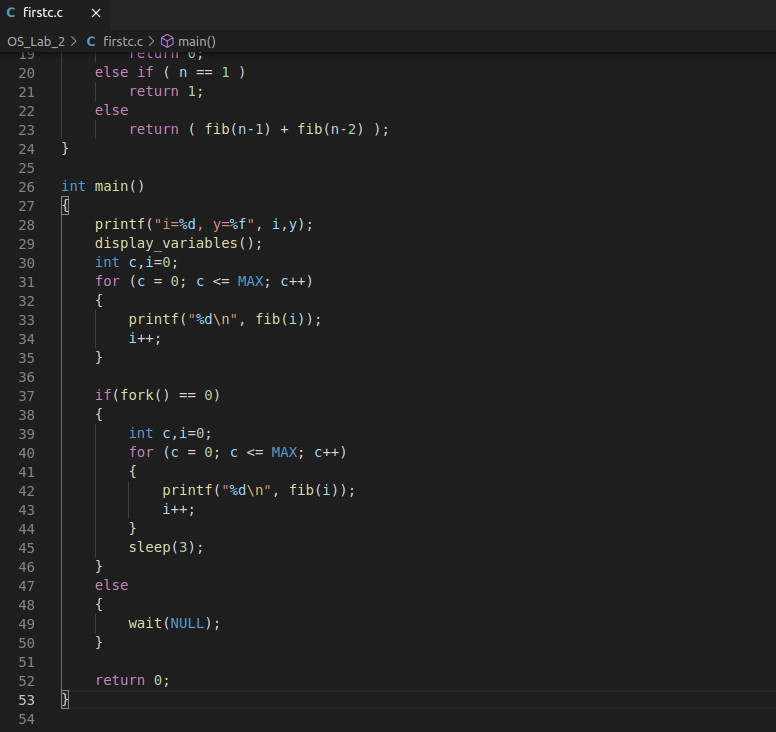 C firstc.c ×
OS_Lab_2 > C firstc.c > main()
19 return 0;
20 else if ( n == 1 )
21 return 1;
22 else
23 return ( fib(n-1) + fib(n-2) );
24 }
25
26 int main()
27 {
28 printf("i=%d, y=%f", i,y);
29 display_variables();
30 int c,i=0;
31 for (c = 0; c <= MAX; c++)
32 {
33 printf("%d\n", fib(i));
34 i++;
35 }
36
37 if(fork() == 0)
38 {
39 int c,i=0;
40 for (c = 0; c <= MAX; c++)
41 {
42 printf("%d\n", fib(i));
43 i++;
44 }
45 sleep(3);
46 }
47 else
48 {
49 wait(NULL);
50 }
51
52 return 0;
53 }
54